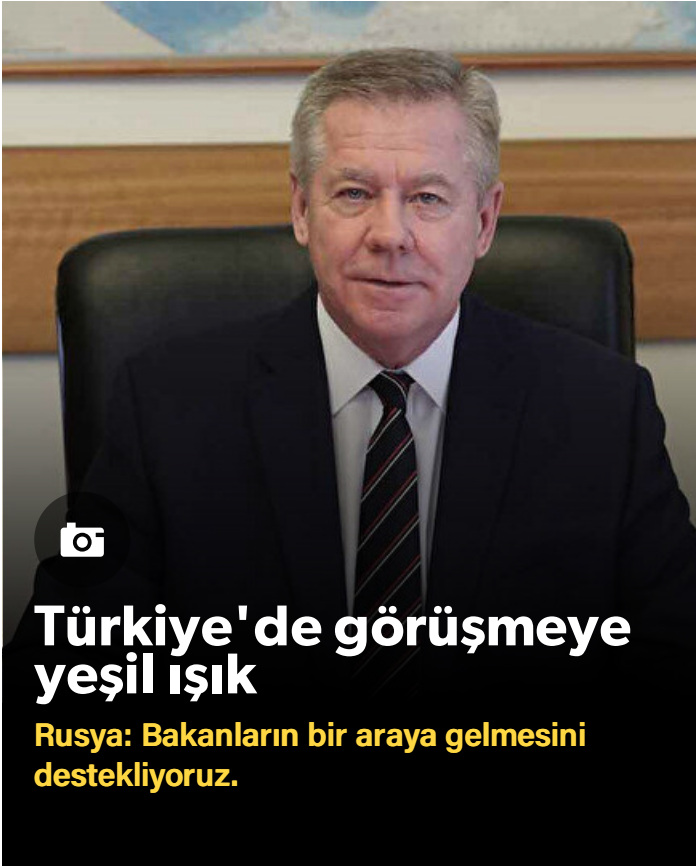 Türkiye'de görüşmeye
yeşil ışık
Rusya: Bakanların bir araya gelmesini
destekliyoruz.